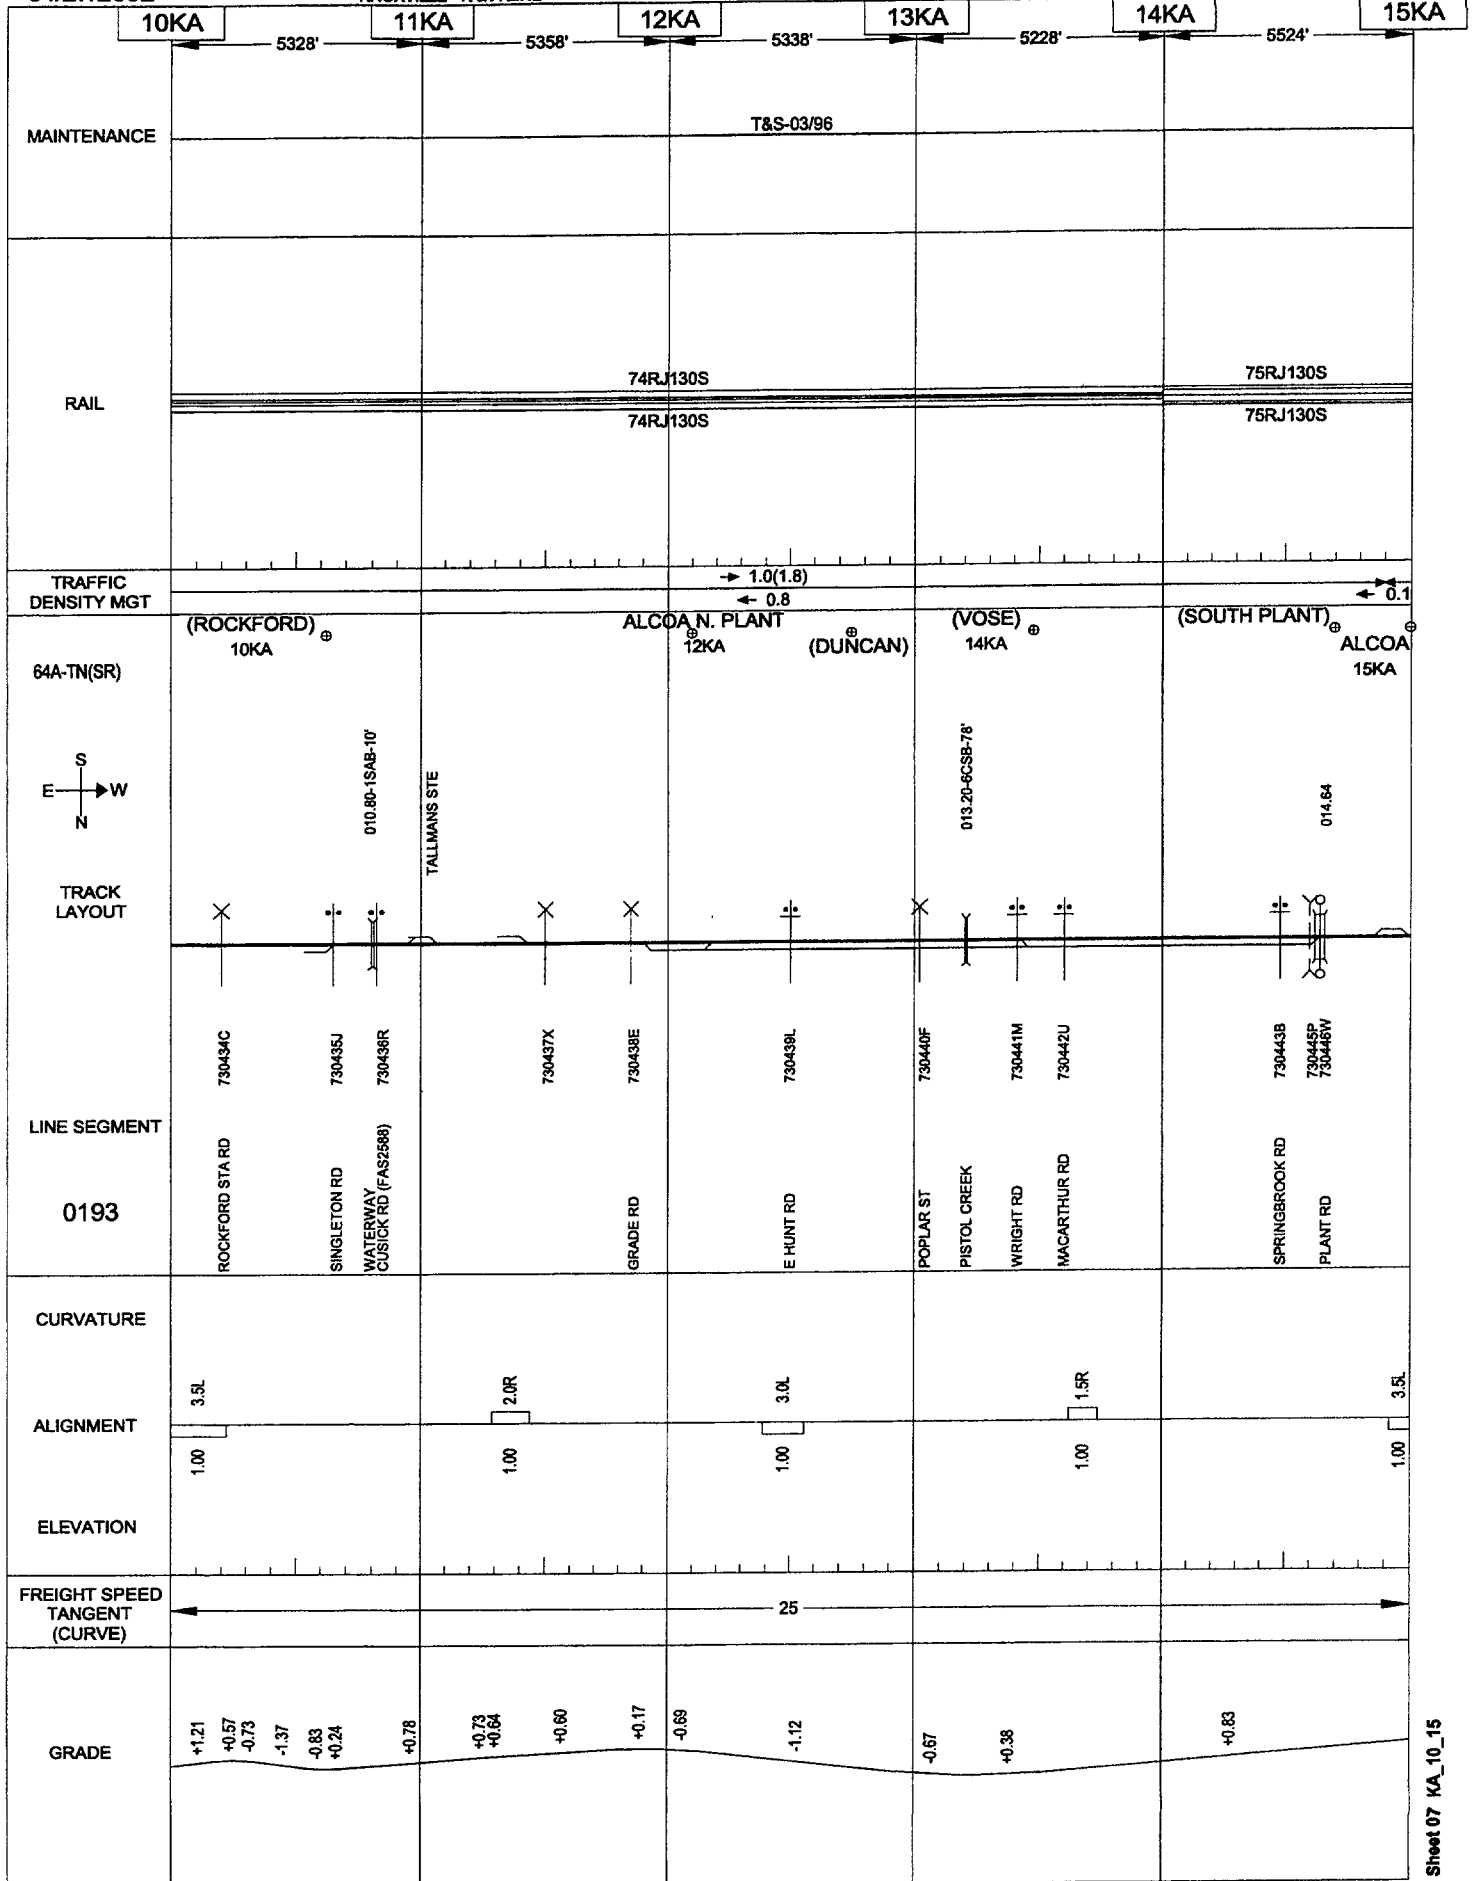 10KA 11KA 12KA 13KA 14KA 15KA
5328' 5358' 5338' 5228' 5524'
MAINTENANCE
T&S-03/96
RAIL
74RJ130S 75RJ130S
74RJ130S 75RJ130S
TRAFFIC
DENSITY MGT
→ 1.0(1.8)
← 0.8
← 0.1
(ROCKFORD)
10KA
ALCOA N. PLANT
12KA
(DUNCAN)
(VOSE)
14KA
(SOUTH PLANT)
ALCOA
15KA
64A-TN(SR)
S
E W
N
010.80-1SAB-10'
TALLMANS STE
013.20-6CSB-78'
014.64
TRACK
LAYOUT
730434C
730435J
730436R
730437X
730438E
730439L
730440F
730441M
730442U
730443B
730445P
730446W
LINE SEGMENT
0193
ROCKFORD STA RD
SINGLETON RD
WATERWAY
CUSICK RD (FAS2588)
GRADE RD
E HUNT RD
POPLAR ST
PISTOL CREEK
WRIGHT RD
MACARTHUR RD
SPRINGBROOK RD
PLANT RD
CURVATURE
3.5L 2.0R 3.0L 1.5R 3.5L
ALIGNMENT
1.00 1.00 1.00 1.00 1.00
ELEVATION
FREIGHT SPEED
TANGENT
(CURVE)
25
GRADE
+1.21
+0.57
-0.73
-1.37
-0.83
+0.24
+0.78
+0.73
+0.64
+0.60
+0.17
-0.69
-1.12
-0.67
+0.38
+0.83
Sheet 07 KA_10_15